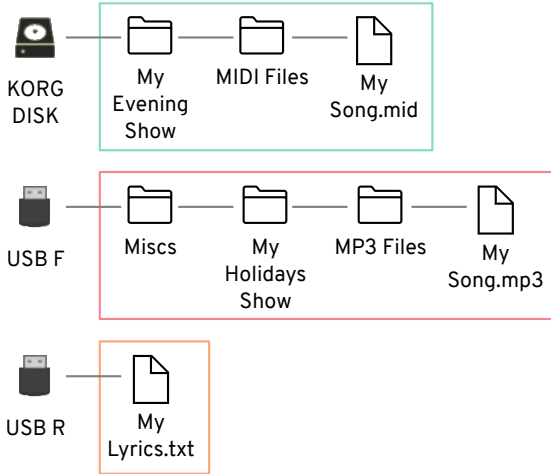 KORG
DISK
My
Evening
Show
MIDI Files
My
Song.mid
USB F
Miscs
My
Holidays
Show
MP3 Files
My
Song.mp3
USB R
My
Lyrics.txt